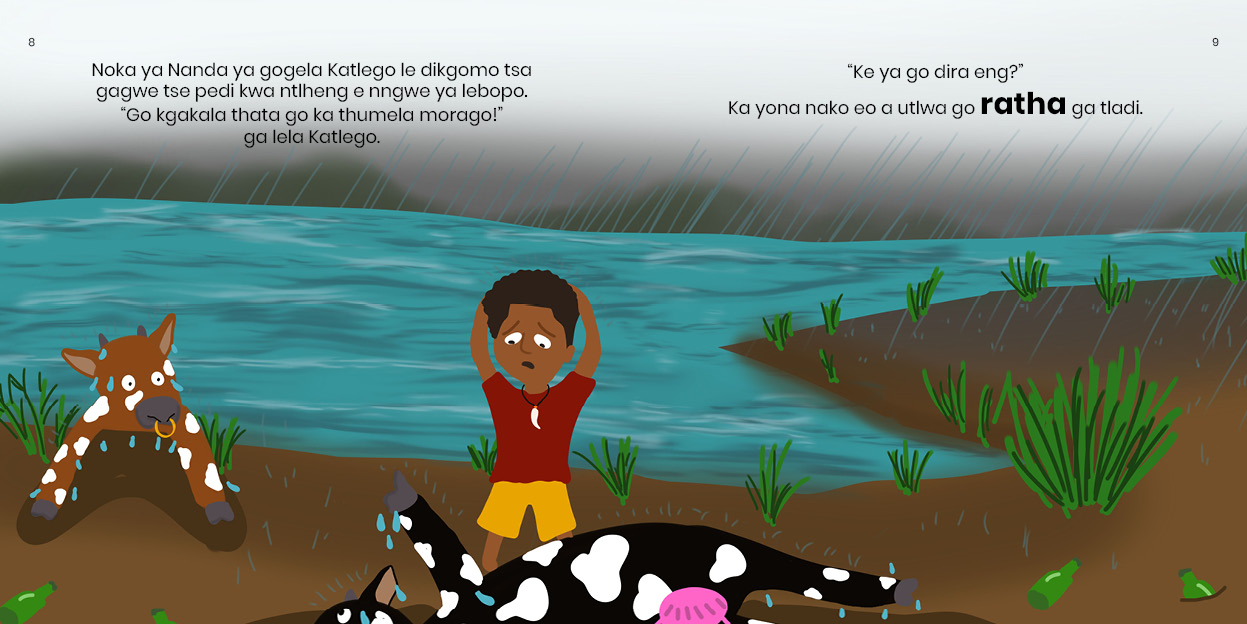 8
Noka ya Nanda ya gogela Katlego le dikgomo tsa
gagwe tse pedi kwa ntlheng e nngwe ya lebopo.
“Go kgakala thata go ka thumela morago!”
ga lela Katlego.
9
“Ke ya go dira eng?”
Ka yona nako eo a utlwa go ratha ga tladi.